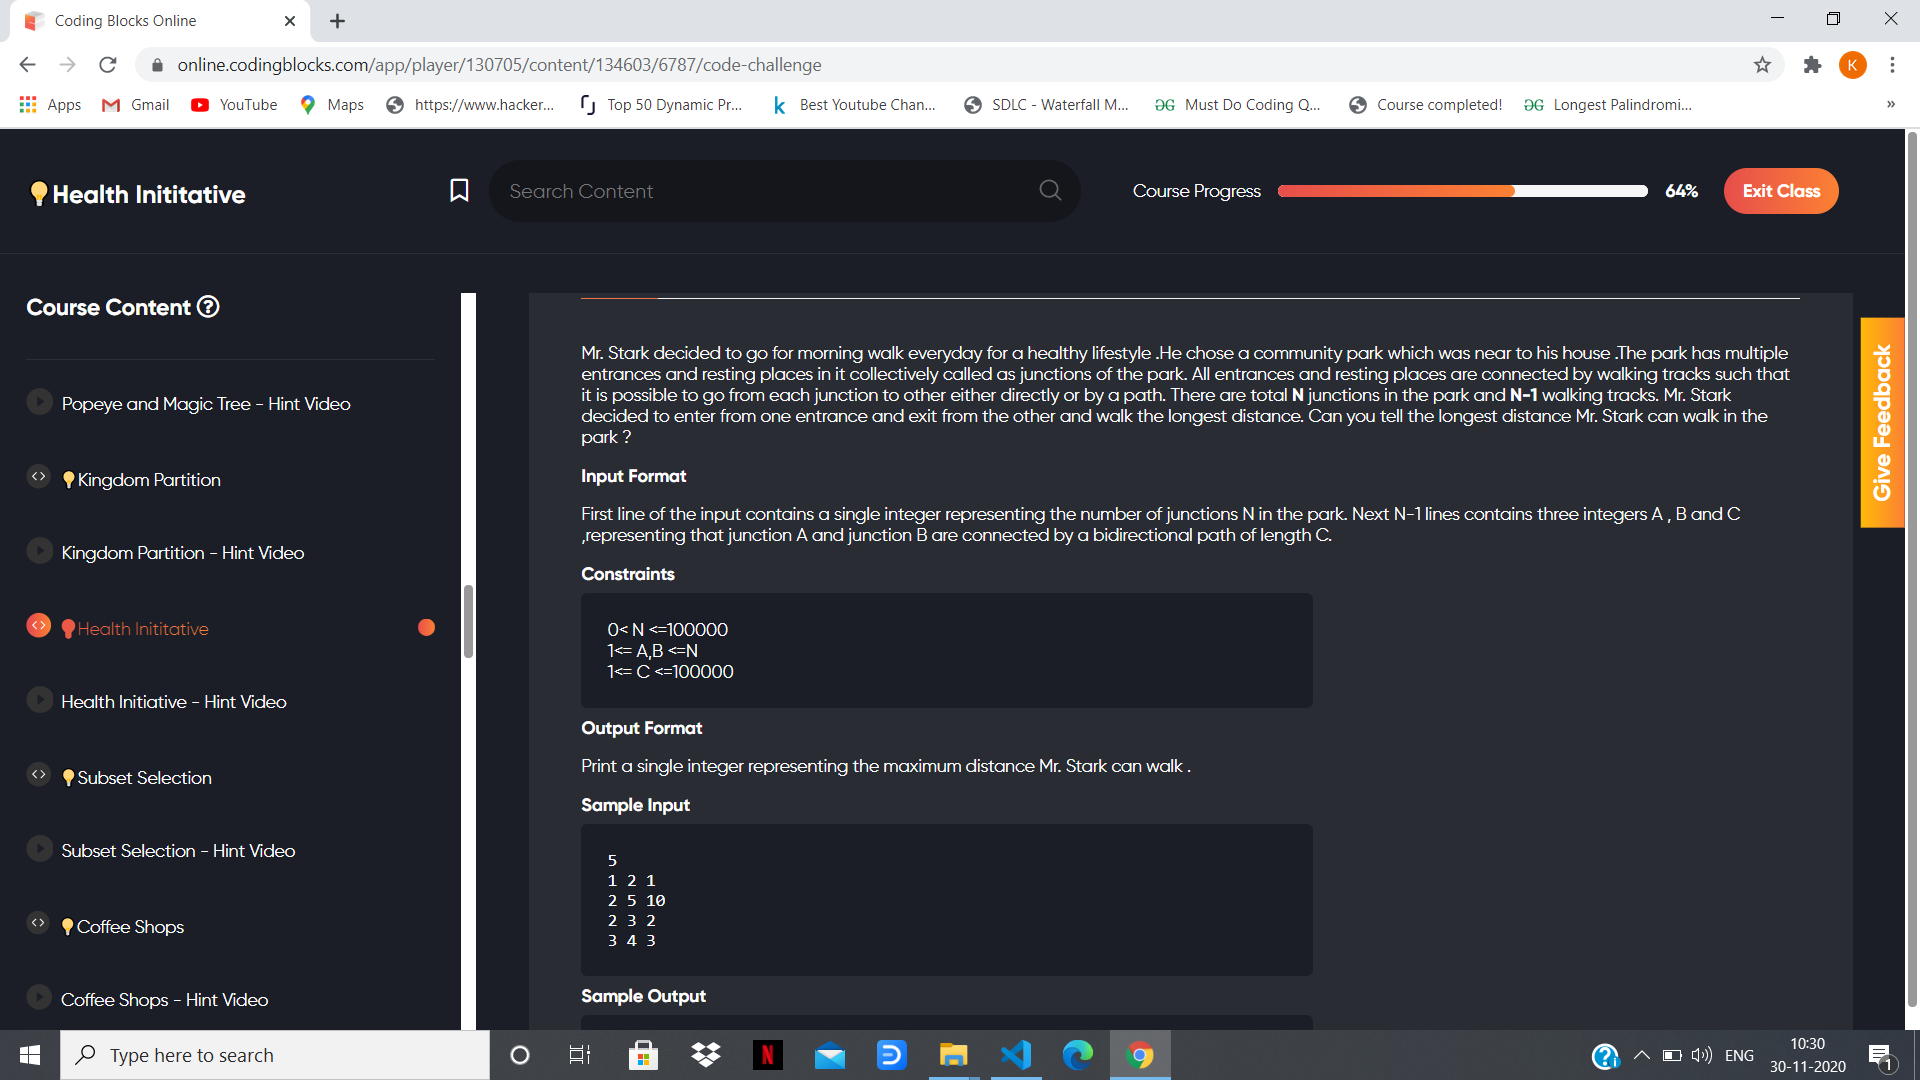 Coding Blocks Online
online.codingblocks.com/app/player/130705/content/134603/6787/code-challenge
K
Apps
Gmail
YouTube
Maps
https://www.hacker...
Top 50 Dynamic Pr...
Best Youtube Chan...
SDLC - Waterfall M...
Must Do Coding Q...
Course completed!
Longest Palindromi...
»
Health Inititative
Search Content
Course Progress
64%
Exit Class
Course Content
Popeye and Magic Tree - Hint Video
Kingdom Partition
Kingdom Partition - Hint Video
Health Inititative
Health Initiative - Hint Video
Subset Selection
Subset Selection - Hint Video
Coffee Shops
Coffee Shops - Hint Video
Mr. Stark decided to go for morning walk everyday for a healthy lifestyle .He chose a community park which was near to his house .The park has multiple
entrances and resting places in it collectively called as junctions of the park. All entrances and resting places are connected by walking tracks such that
it is possible to go from each junction to other either directly or by a path. There are total N junctions in the park and N-1 walking tracks. Mr. Stark
decided to enter from one entrance and exit from the other and walk the longest distance. Can you tell the longest distance Mr. Stark can walk in the
park ?
Input Format
First line of the input contains a single integer representing the number of junctions N in the park. Next N-1 lines contains three integers A , B and C
,representing that junction A and junction B are connected by a bidirectional path of length C.
Constraints
0< N <=100000
1<= A,B <=N
1<= C <=100000
Output Format
Print a single integer representing the maximum distance Mr. Stark can walk .
Sample Input
5
1 2 1
2 5 10
2 3 2
3 4 3
Sample Output
Give Feedback
Type here to search
ENG
10:30
30-11-2020
1